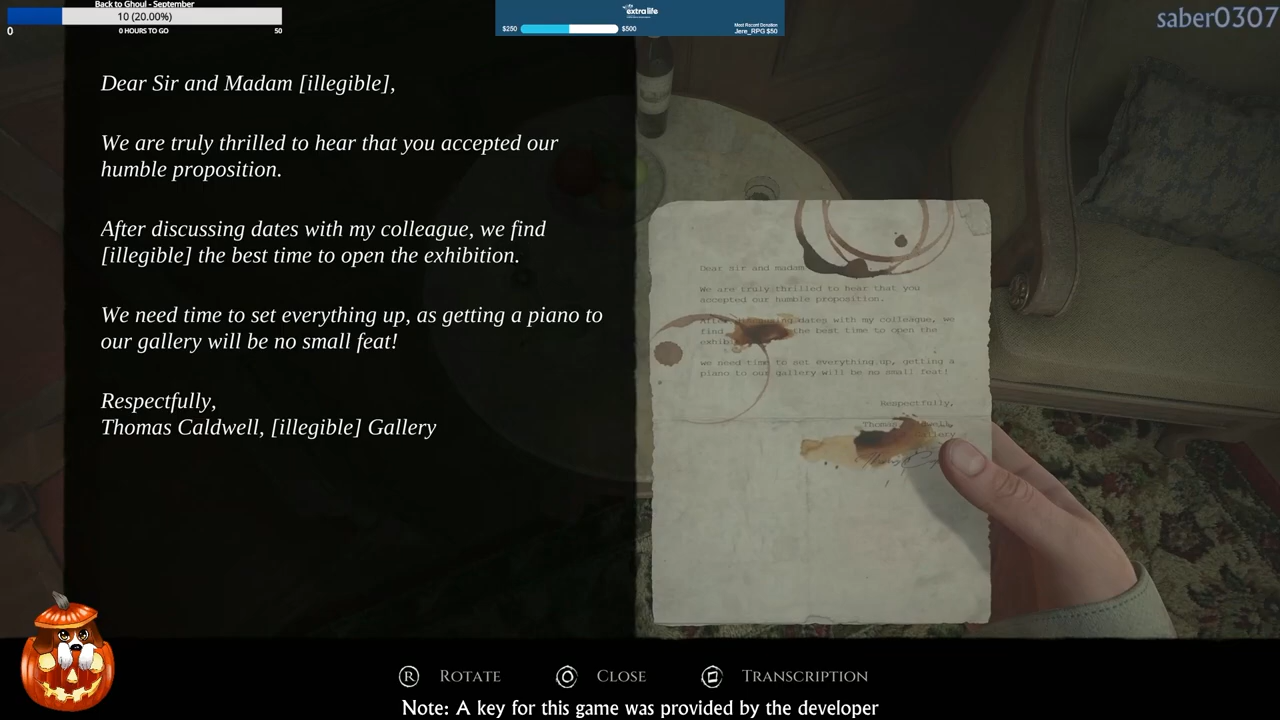 Back to Ghoul - September
10 (20.00%)
0
0 HOURS TO GO
50
extra life
$250
$500
Most Recent Donation
Jere_RPG $50
saber0307
Dear Sir and Madam [illegible],
We are truly thrilled to hear that you accepted our
humble proposition.
After discussing dates with my colleague, we find
[illegible] the best time to open the exhibition.
We need time to set everything up, as getting a piano to
our gallery will be no small feat!
Respectfully,
Thomas Caldwell, [illegible] Gallery
Dear sir and madam
We are truly thrilled to hear that you
accepted our humble proposition.
dates with my colleague, we
find the best time to open the
we need time to set everything up, getting a
piano to our gallery will be no small feat!
Respectfully,
Thomas
R ROTATE
CLOSE
TRANSCRIPTION
Note: A key for this game was provided by the developer